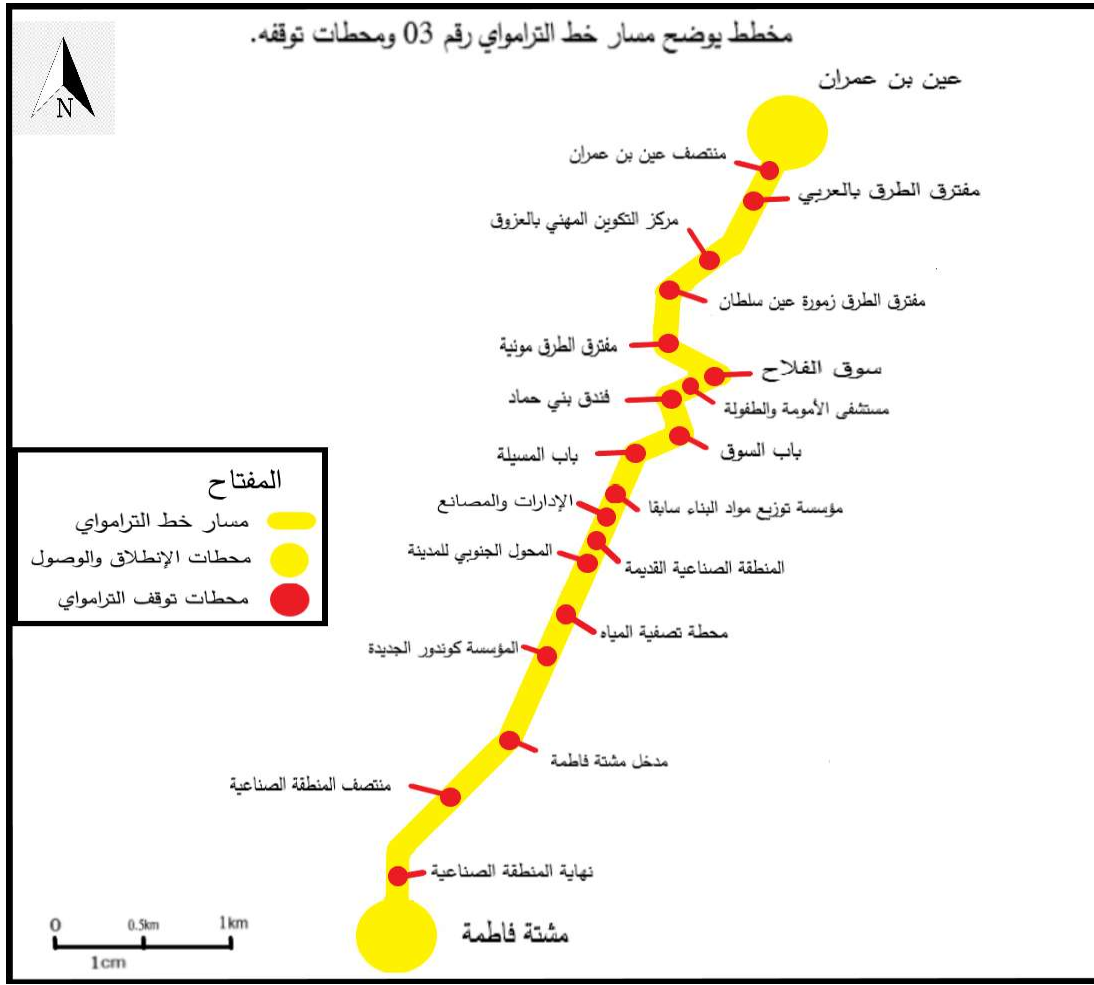 مخطط يوضح مسار خط الترامواي رقم 03 ومحطات توقفه.
N
عين بن عمران
منتصف عين بن عمران
مفترق الطرق بالعربي
مركز التكوين المهني بالعزوق
مفترق الطرق زمورة عين سلطان
مفترق الطرق مونية
سوق الفلاح
مستشفى الأمومة والطفولة
فندق بني حماد
باب السوق
باب المسيلة
مؤسسة توزيع مواد البناء سابقا
الإدارات والمصانع
المنطقة الصناعية القديمة
المحول الجنوبي للمدينة
محطة تصفية المياه
المؤسسة كوندور الجديدة
مدخل مشتة فاطمة
منتصف المنطقة الصناعية
نهاية المنطقة الصناعية
مشتة فاطمة
المفتاح
مسار خط الترامواي
محطات الإنطلاق والوصول
محطات توقف الترامواي
0 0.5km 1km
1cm